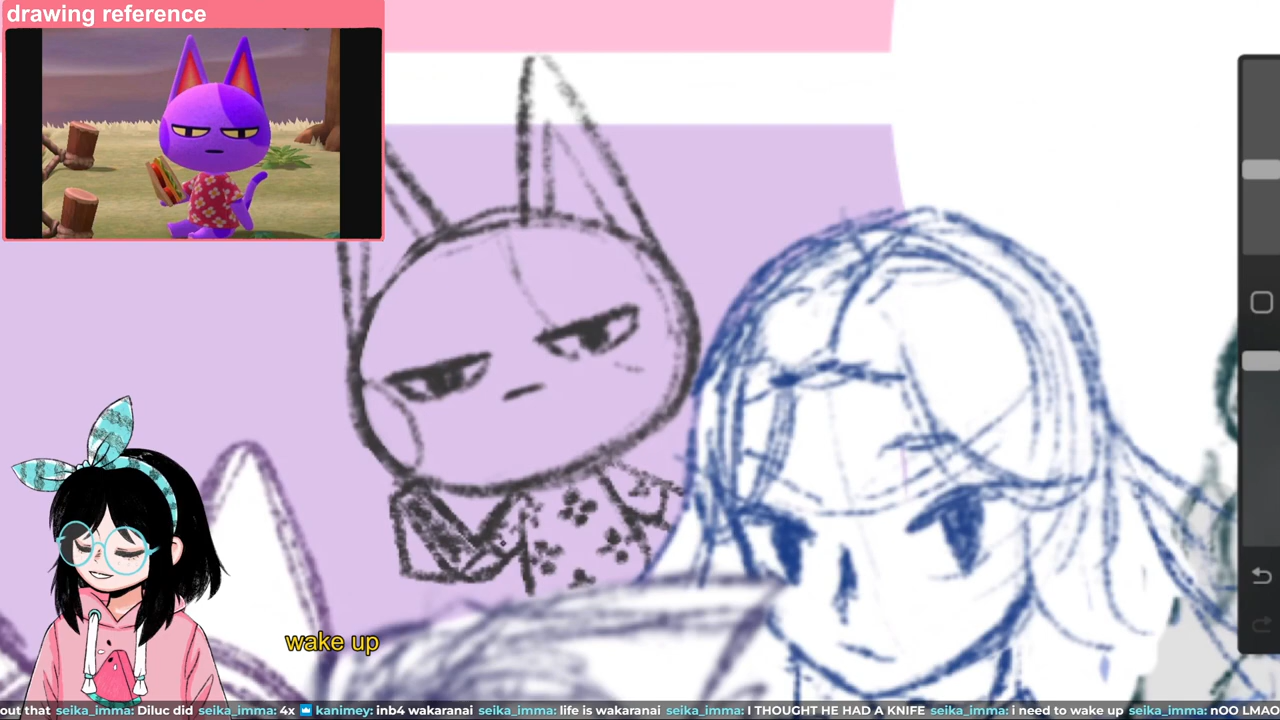 drawing reference
wake up
out that seika_imma: Diluc did seika_imma: 4x kanimey: inb4 wakaranai seika_imma: life is wakaranai seika_imma: I THOUGHT HE HAD A KNIFE seika_imma: i need to wake up seika_imma: nOO LMAO